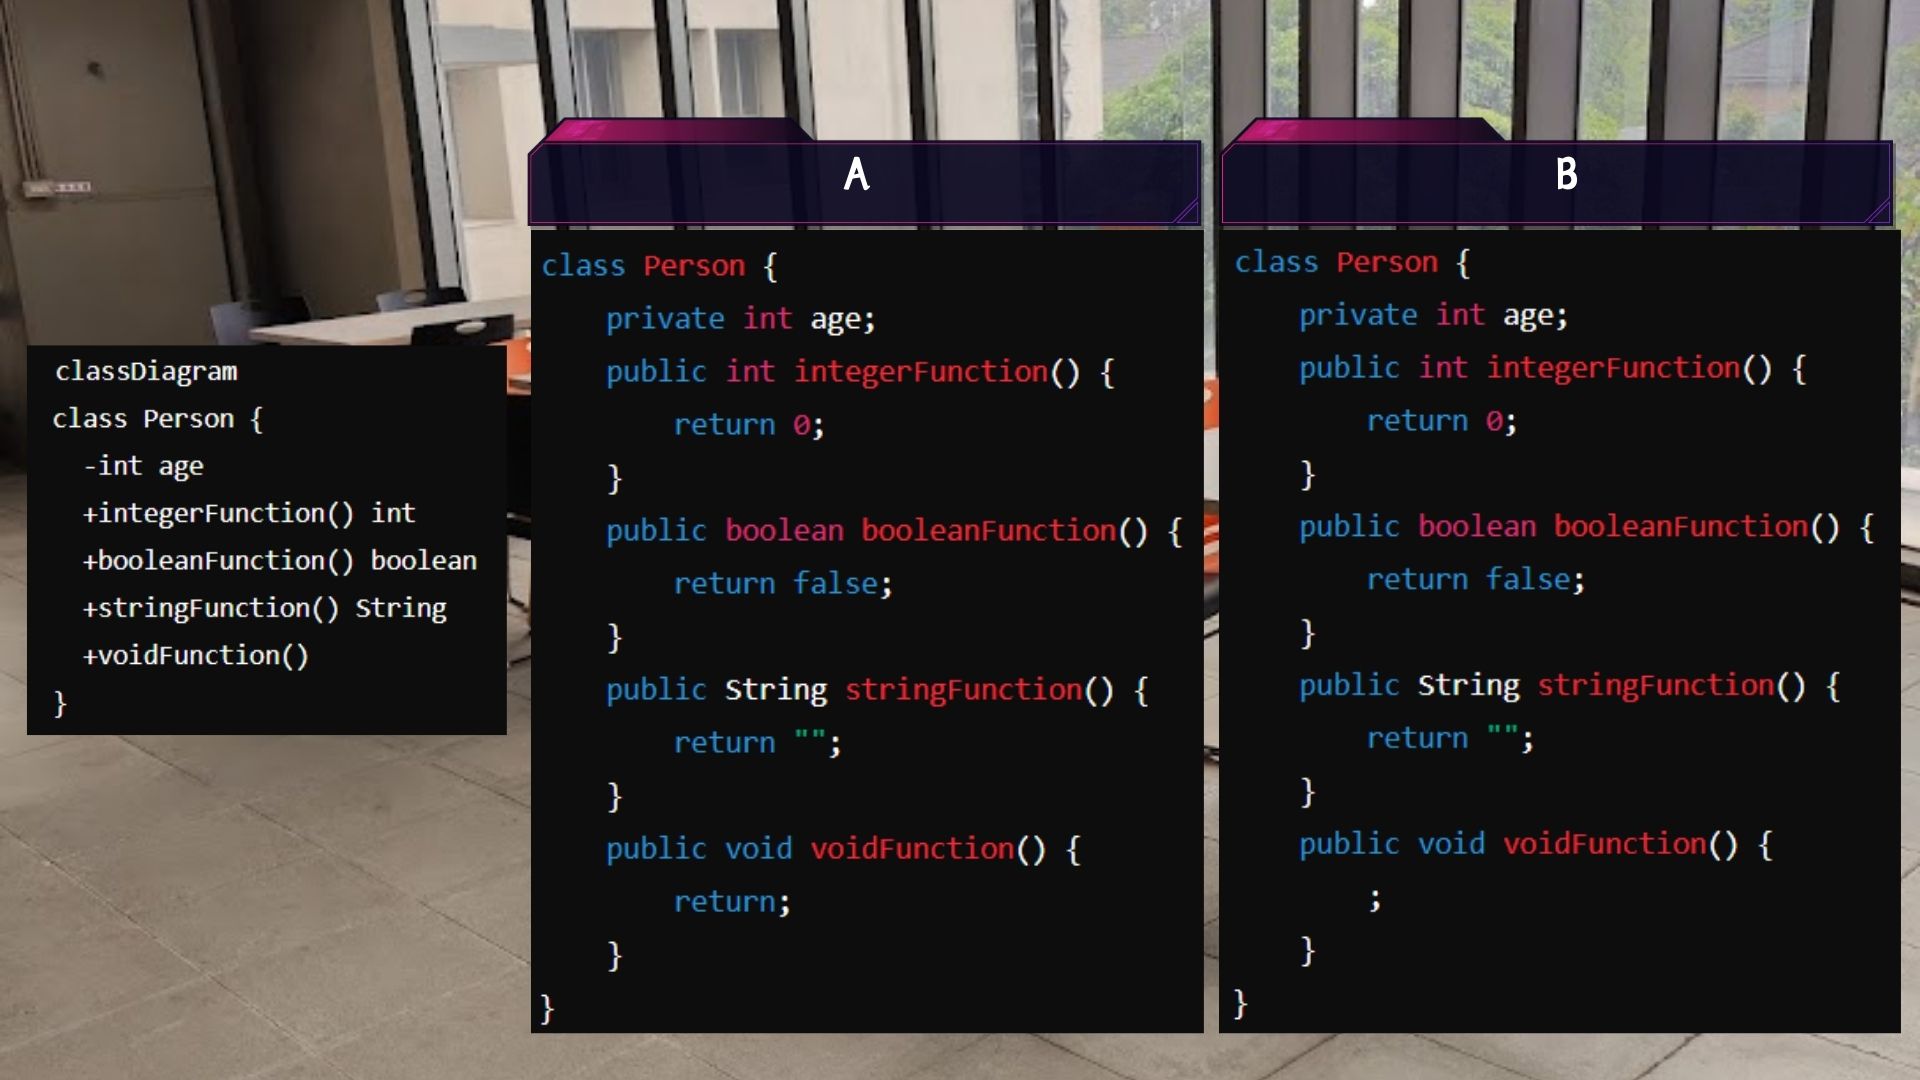 classDiagram
class Person {
-int age
+integerFunction() int
+booleanFunction() boolean
+stringFunction() String
+voidFunction()
}
A
class Person {
private int age;
public int integerFunction() {
return 0;
}
public boolean booleanFunction() {
return false;
}
public String stringFunction() {
return "";
}
public void voidFunction() {
return;
}
}
B
class Person {
private int age;
public int integerFunction() {
return 0;
}
public boolean booleanFunction() {
return false;
}
public String stringFunction() {
return "";
}
public void voidFunction() {
;
}
}